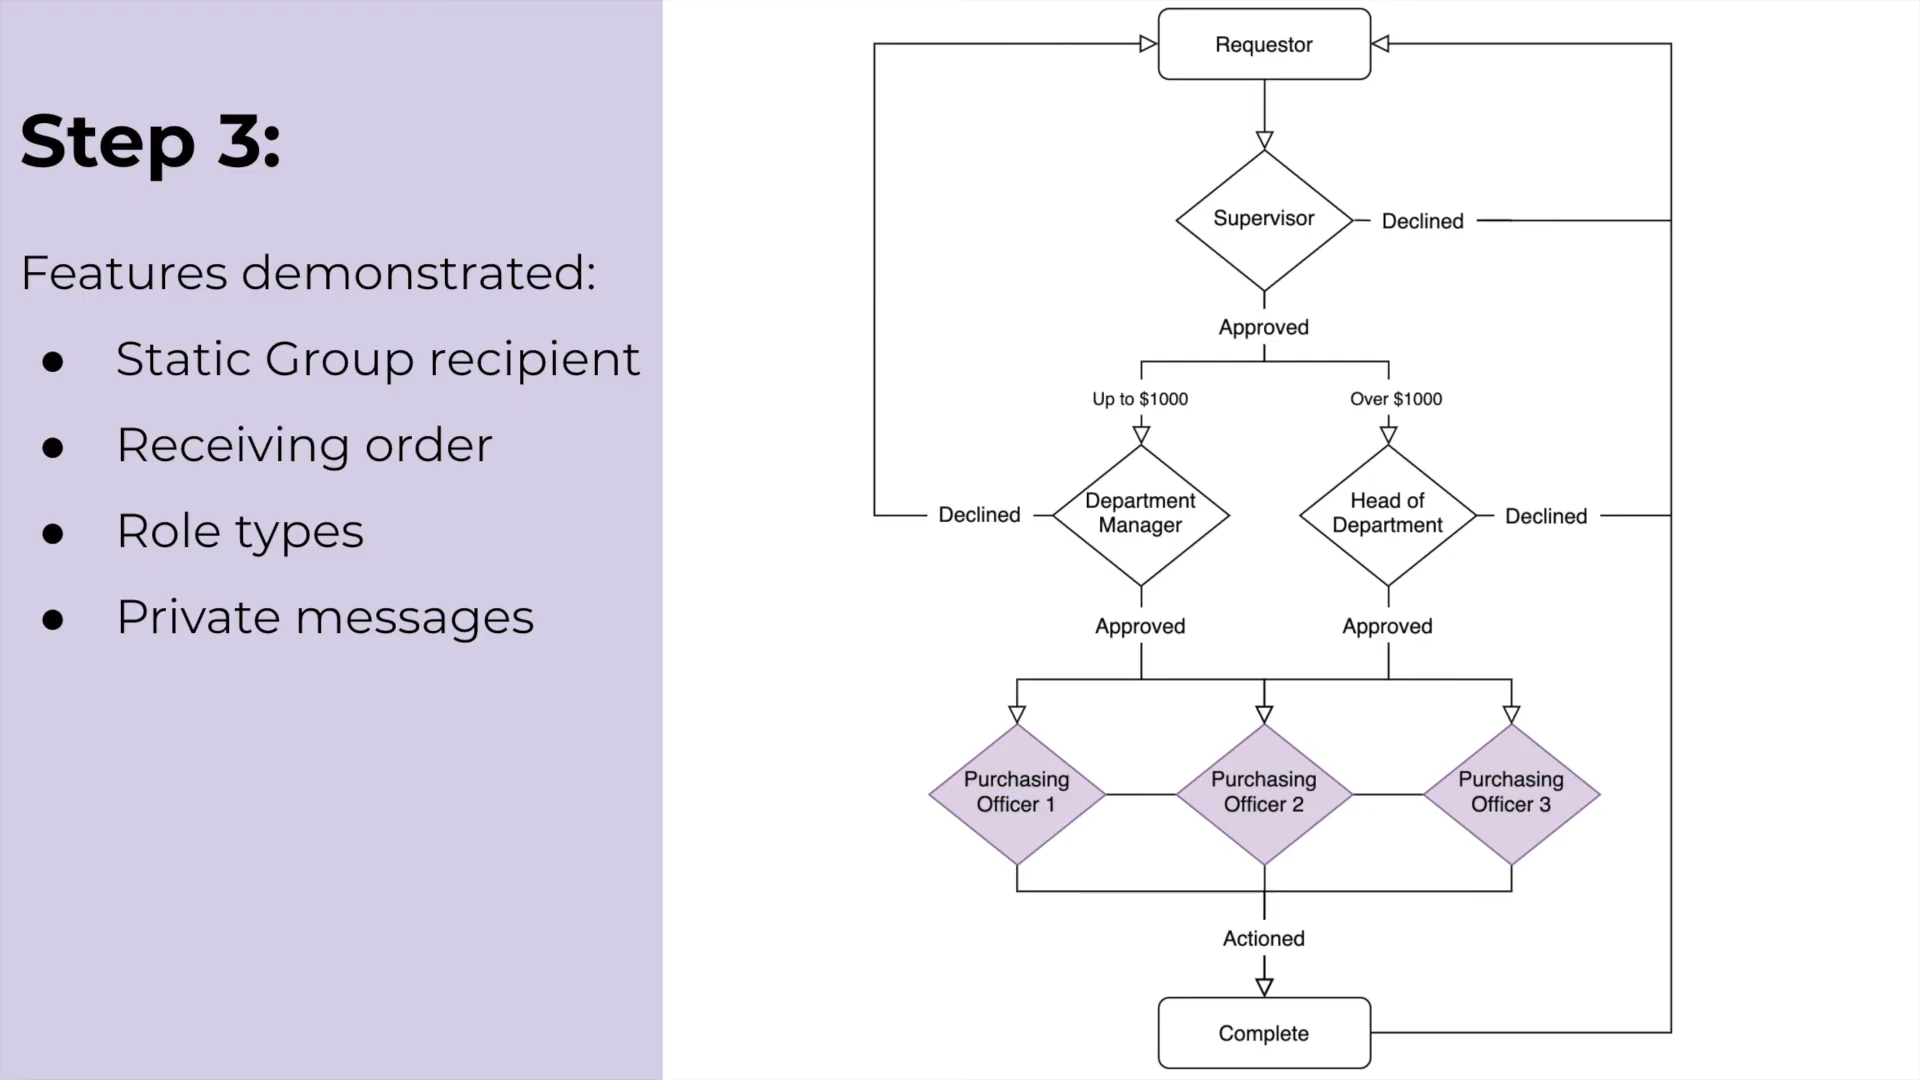 Step 3:
Features demonstrated:
● Static Group recipient
● Receiving order
● Role types
● Private messages
Requestor
Supervisor
Declined
Approved
Up to $1000
Over $1000
Declined
Department
Manager
Head of
Department
Declined
Approved
Approved
Purchasing
Officer 1
Purchasing
Officer 2
Purchasing
Officer 3
Actioned
Complete